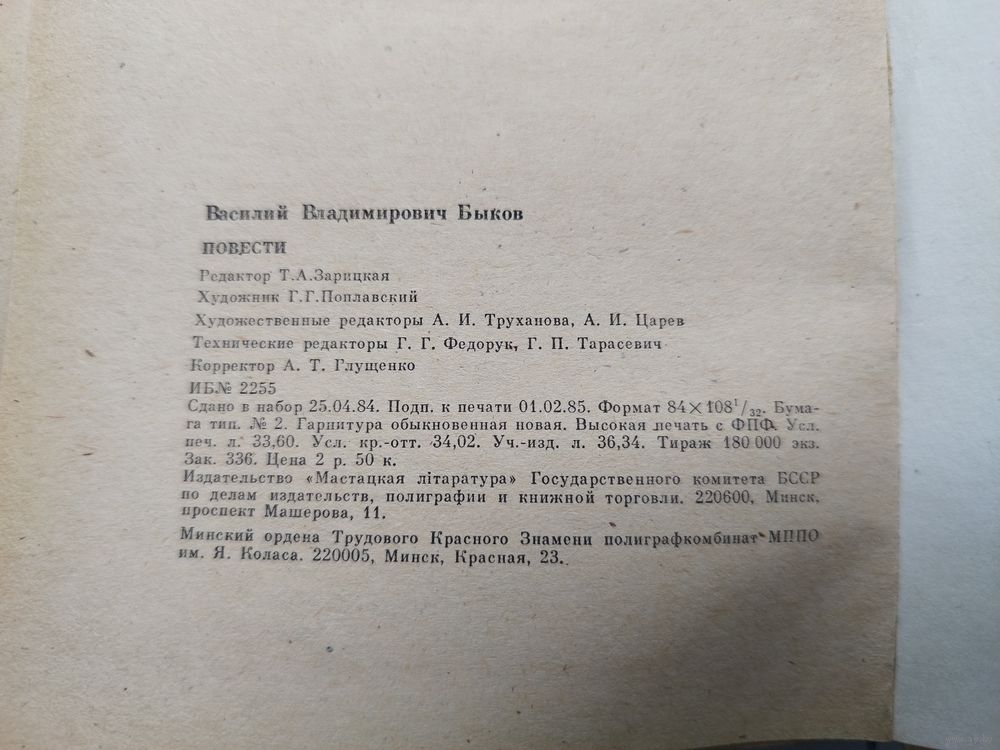 Василий Владимирович Быков
ПОВЕСТИ
Редактор Т.А.Зарицкая
Художник Г.Г.Поплавский
Художественные редакторы А. И. Труханова, А. И. Царев
Технические редакторы Г. Г. Федорук, Г. П. Тарасевич
Корректор А. Т. Глущенко
ИБ№ 2255
Сдано в набор 25.04.84. Подп. к печати 01.02.85. Формат 84×108¹/₃₂. Бума-
га тип. № 2. Гарнитура обыкновенная новая. Высокая печать с ФПФ. Усл.
печ. л. 33,60. Усл. кр.-отт. 34,02. Уч.-изд. л. 36,34. Тираж 180 000 экз.
Зак. 336. Цена 2 р. 50 к.
Издательство «Мастацкая літаратура» Государственного комитета БССР
по делам издательств, полиграфии и книжной торговли. 220600, Минск,
проспект Машерова, 11.
Минский ордена Трудового Красного Знамени полиграфкомбинат МППО
им. Я. Коласа. 220005, Минск, Красная, 23.